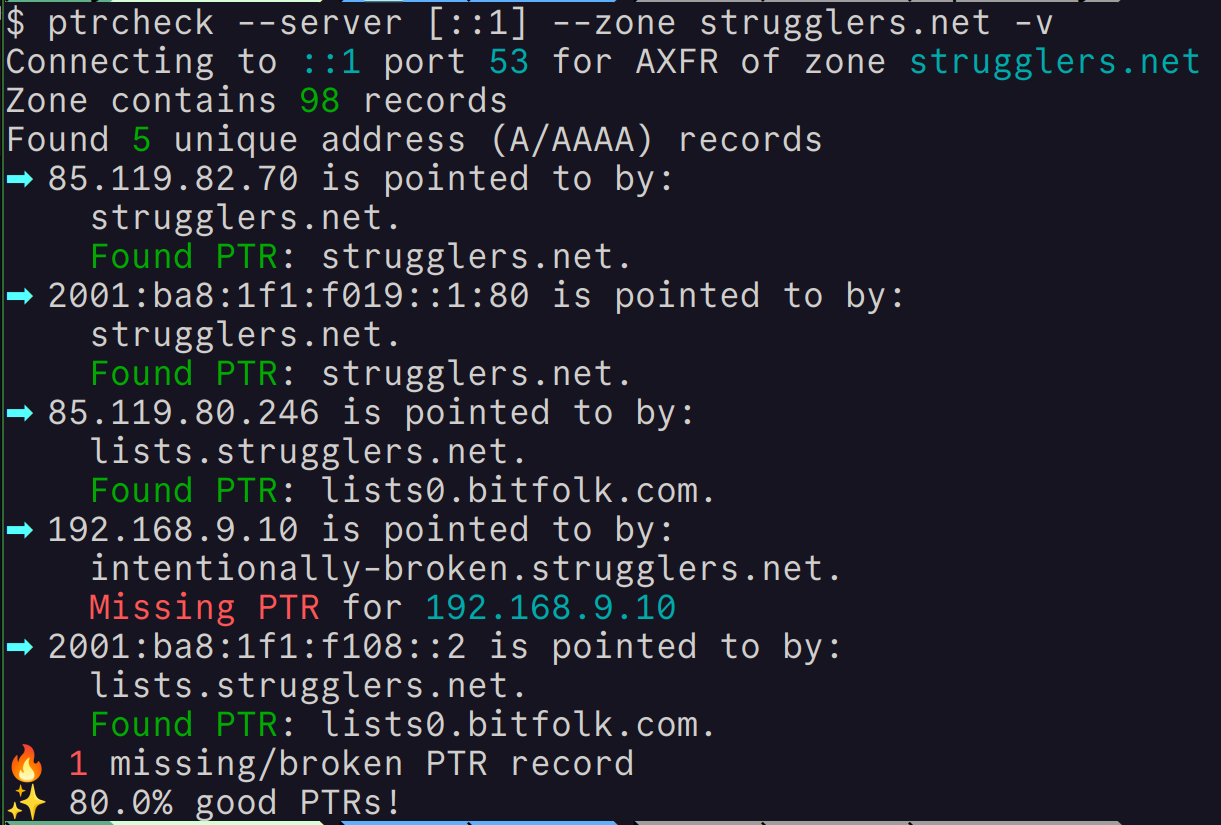 $ ptrcheck --server [::1] --zone strugglers.net -v
Connecting to ::1 port 53 for AXFR of zone strugglers.net
Zone contains 98 records
Found 5 unique address (A/AAAA) records
➡ 85.119.82.70 is pointed to by:
    strugglers.net.
    Found PTR: strugglers.net.
➡ 2001:ba8:1f1:f019::1:80 is pointed to by:
    strugglers.net.
    Found PTR: strugglers.net.
➡ 85.119.80.246 is pointed to by:
    lists.strugglers.net.
    Found PTR: lists0.bitfolk.com.
➡ 192.168.9.10 is pointed to by:
    intentionally-broken.strugglers.net.
    Missing PTR for 192.168.9.10
➡ 2001:ba8:1f1:f108::2 is pointed to by:
    lists.strugglers.net.
    Found PTR: lists0.bitfolk.com.
🔥 1 missing/broken PTR record
✨ 80.0% good PTRs!